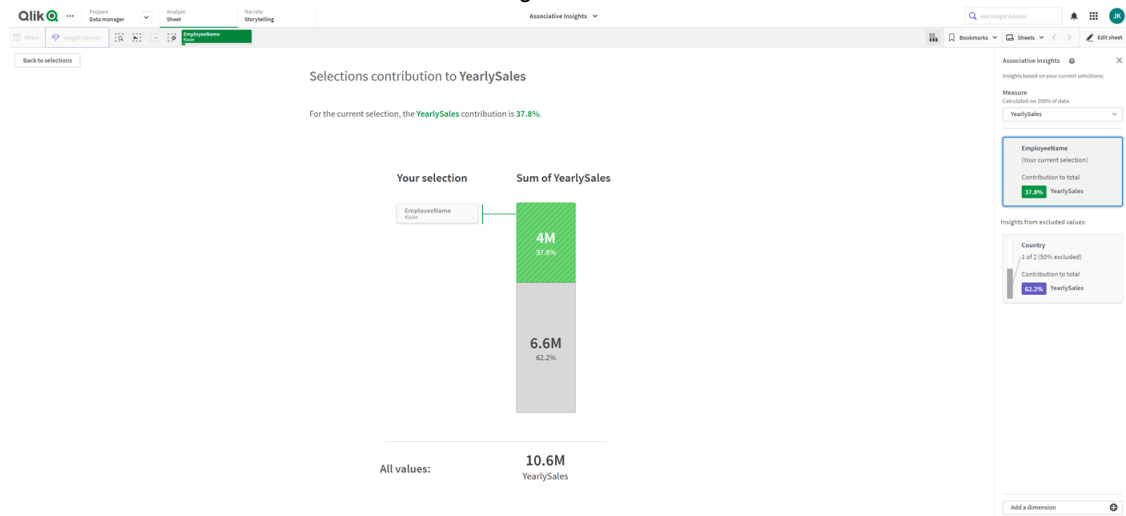 Qlik
Prepare
Data manager
Analyze
Sheet
Narrate
Storytelling
Associative Insights
Ask Insight Advisor
JK
Notes
Insight Advisor
EmployeeName
Kasie
Bookmarks
Sheets
Edit sheet
Back to selections
Selections contribution to YearlySales
For the current selection, the YearlySales contribution is 37.8%.
Your selection
Sum of YearlySales
EmployeeName
Kasie
4M
37.8%
6.6M
62.2%
All values:
10.6M
YearlySales
Associative insights
Insights based on your current selections:
Measure
Calculated on 100% of data
YearlySales
EmployeeName
(Your current selection)
Contribution to total
37.8% YearlySales
Insights from excluded values:
Country
1 of 2 (50% excluded)
Contribution to total
62.2% YearlySales
Add a dimension